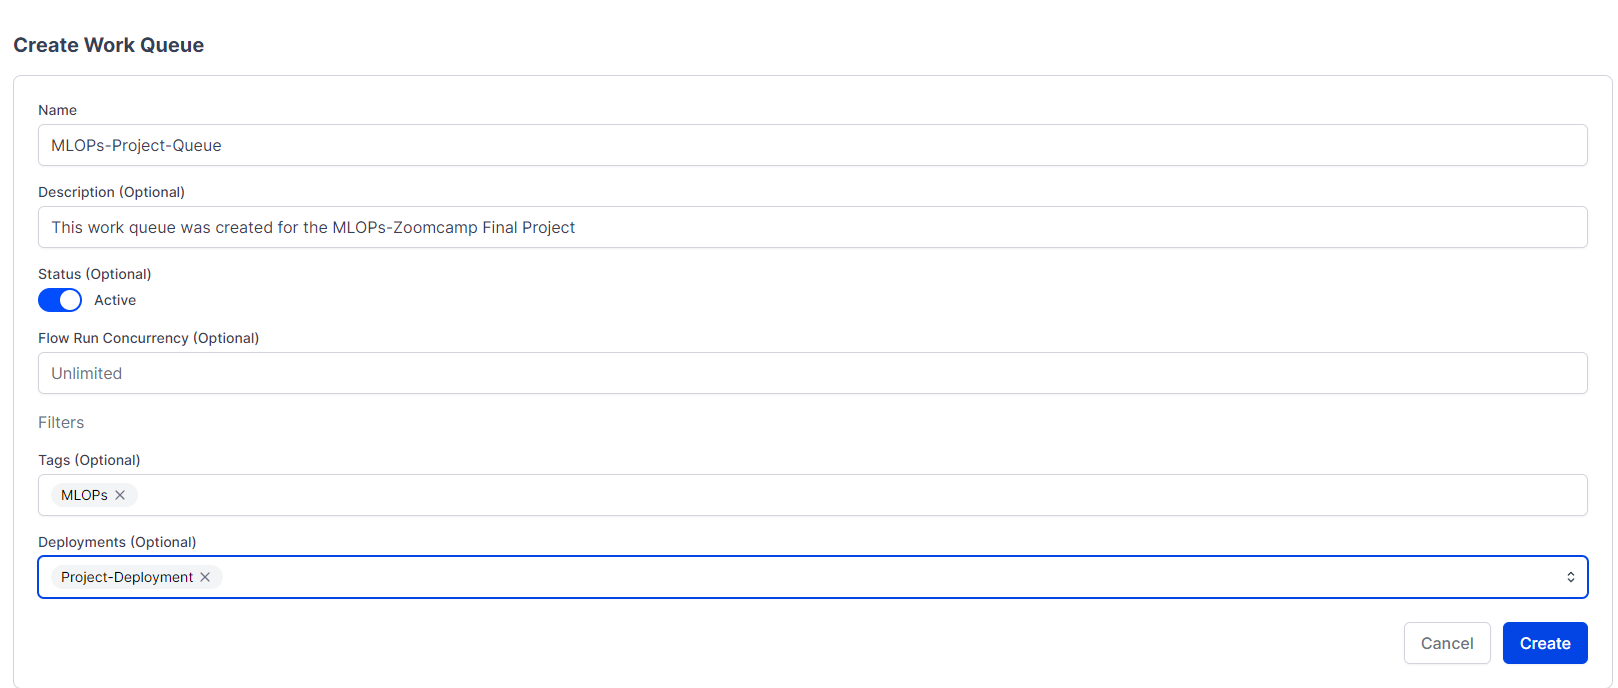 Create Work Queue
Name
MLOPs-Project-Queue
Description (Optional)
This work queue was created for the MLOPs-Zoomcamp Final Project
Status (Optional)
Active
Flow Run Concurrency (Optional)
Unlimited
Filters
Tags (Optional)
MLOPs
Deployments (Optional)
Project-Deployment
Cancel Create